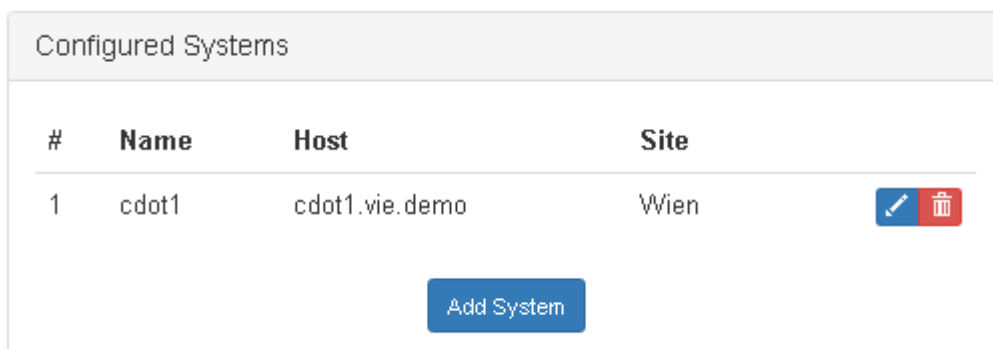 Configured Systems
# Name Host Site
1 cdot1 cdot1.vie.demo Wien
Add System